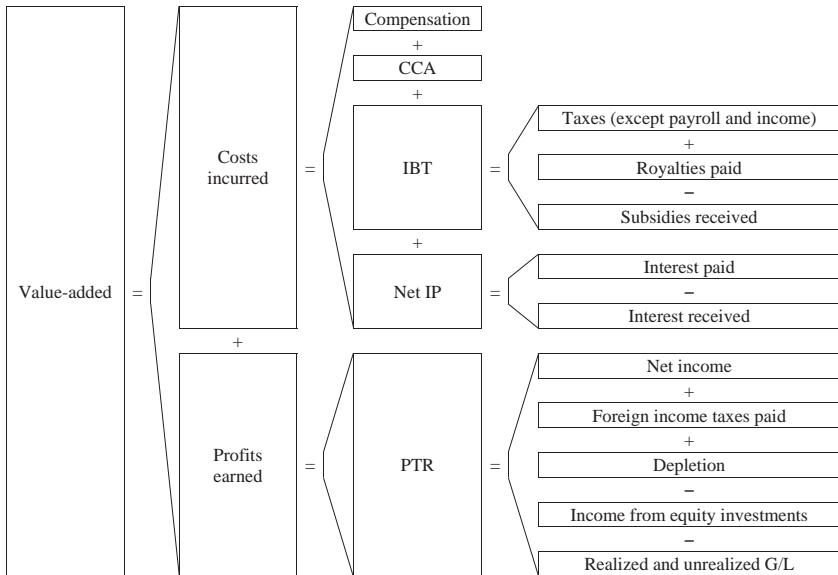 Value-added
=
Costs
incurred
+
Profits
earned
=
Compensation
+
CCA
+
IBT
+
Net IP
=
Taxes (except payroll and income)
+
Royalties paid
−
Subsidies received
=
Interest paid
−
Interest received
=
PTR
=
Net income
+
Foreign income taxes paid
+
Depletion
−
Income from equity investments
−
Realized and unrealized G/L